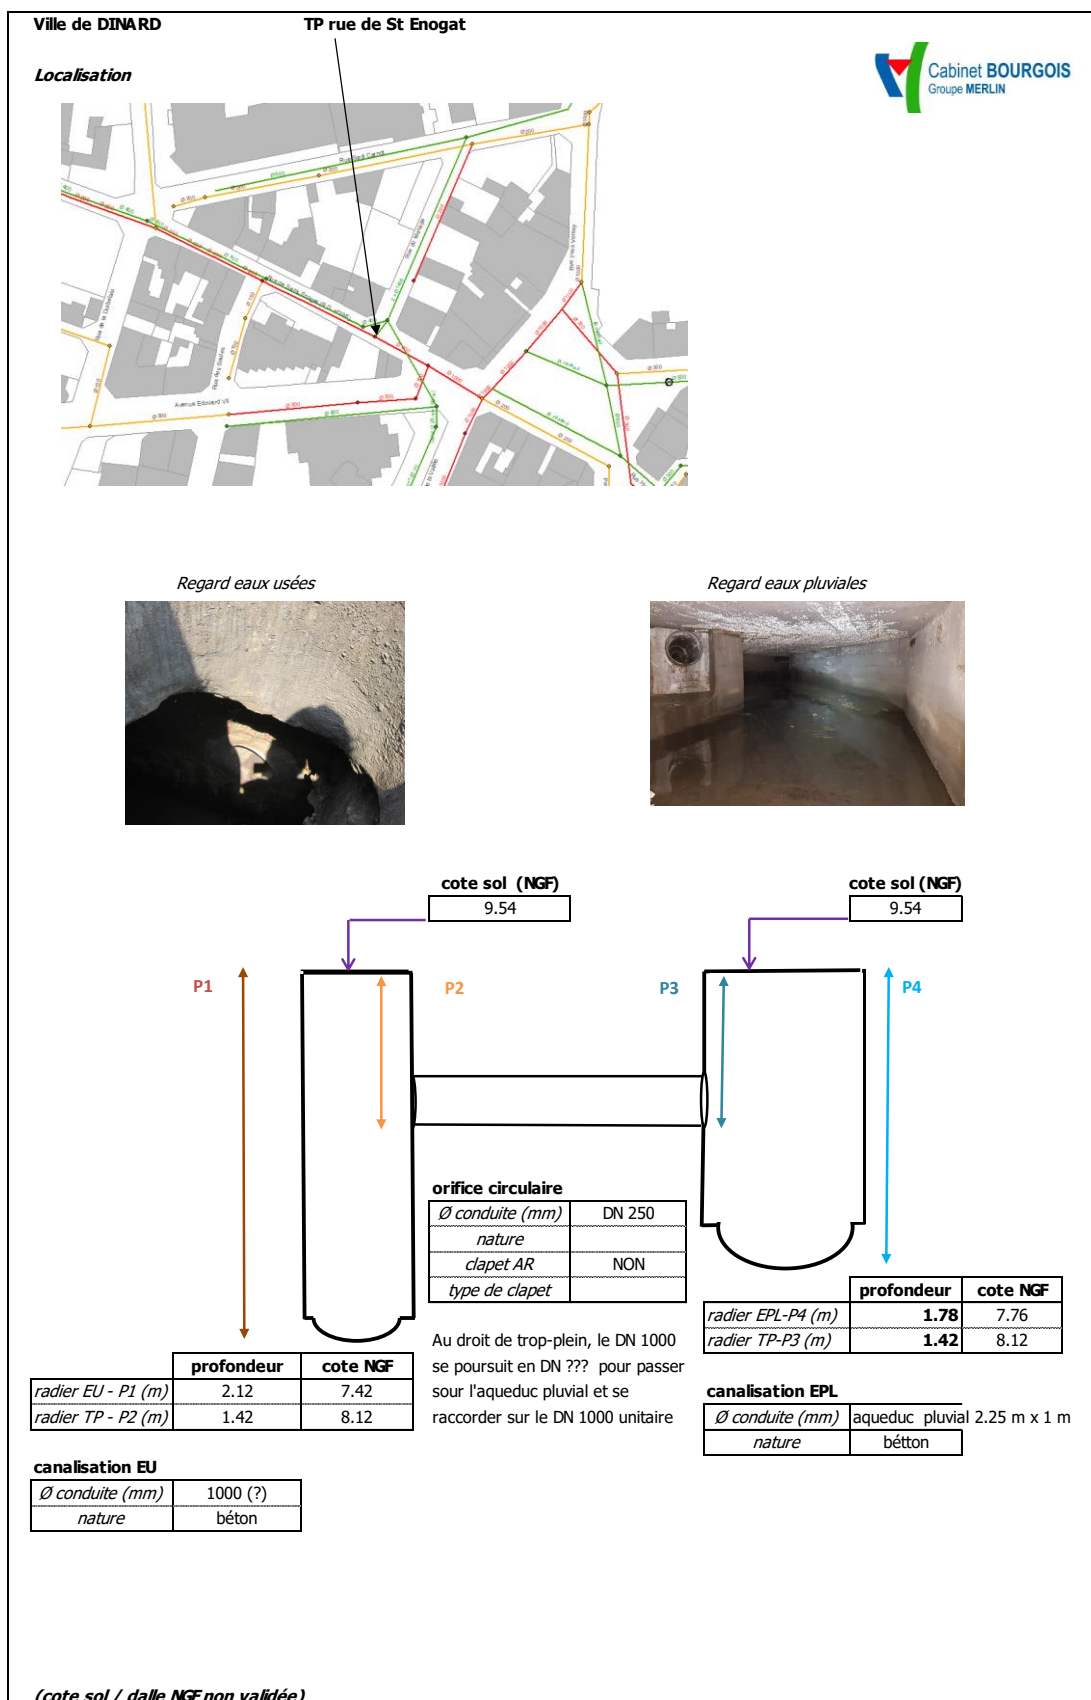 Ville de DINARD
TP rue de St Enogat
Localisation
Cabinet BOURGOIS
Groupe MERLIN
Rue Sadi Carnot
Avenue Edouard VII
Regard eaux usées
Regard eaux pluviales
cote sol (NGF)
9.54
cote sol (NGF)
9.54
P1
P2
P3
P4
orifice circulaire
Ø conduite (mm) DN 250
nature
clapet AR NON
type de clapet
profondeur cote NGF
radier EPL-P4 (m) 1.78 7.76
radier TP-P3 (m) 1.42 8.12
Au droit de trop-plein, le DN 1000
se poursuit en DN ??? pour passer
sour l'aqueduc pluvial et se
raccorder sur le DN 1000 unitaire
profondeur cote NGF
radier EU - P1 (m) 2.12 7.42
radier TP - P2 (m) 1.42 8.12
canalisation EPL
Ø conduite (mm) aqueduc pluvial 2.25 m x 1 m
nature bétton
canalisation EU
Ø conduite (mm) 1000 (?)
nature béton
(cote sol / dalle NGF non validée)